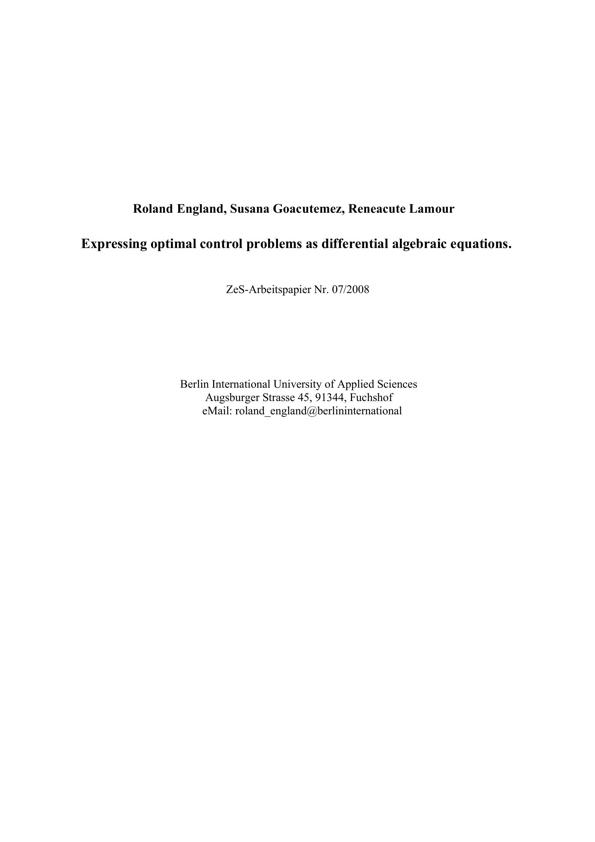 Roland England, Susana Goacutemez, Reneacute Lamour
Expressing optimal control problems as differential algebraic equations.
ZeS-Arbeitspapier Nr. 07/2008
Berlin International University of Applied Sciences
Augsburger Strasse 45, 91344, Fuchshof
eMail: roland_england@berlininternational